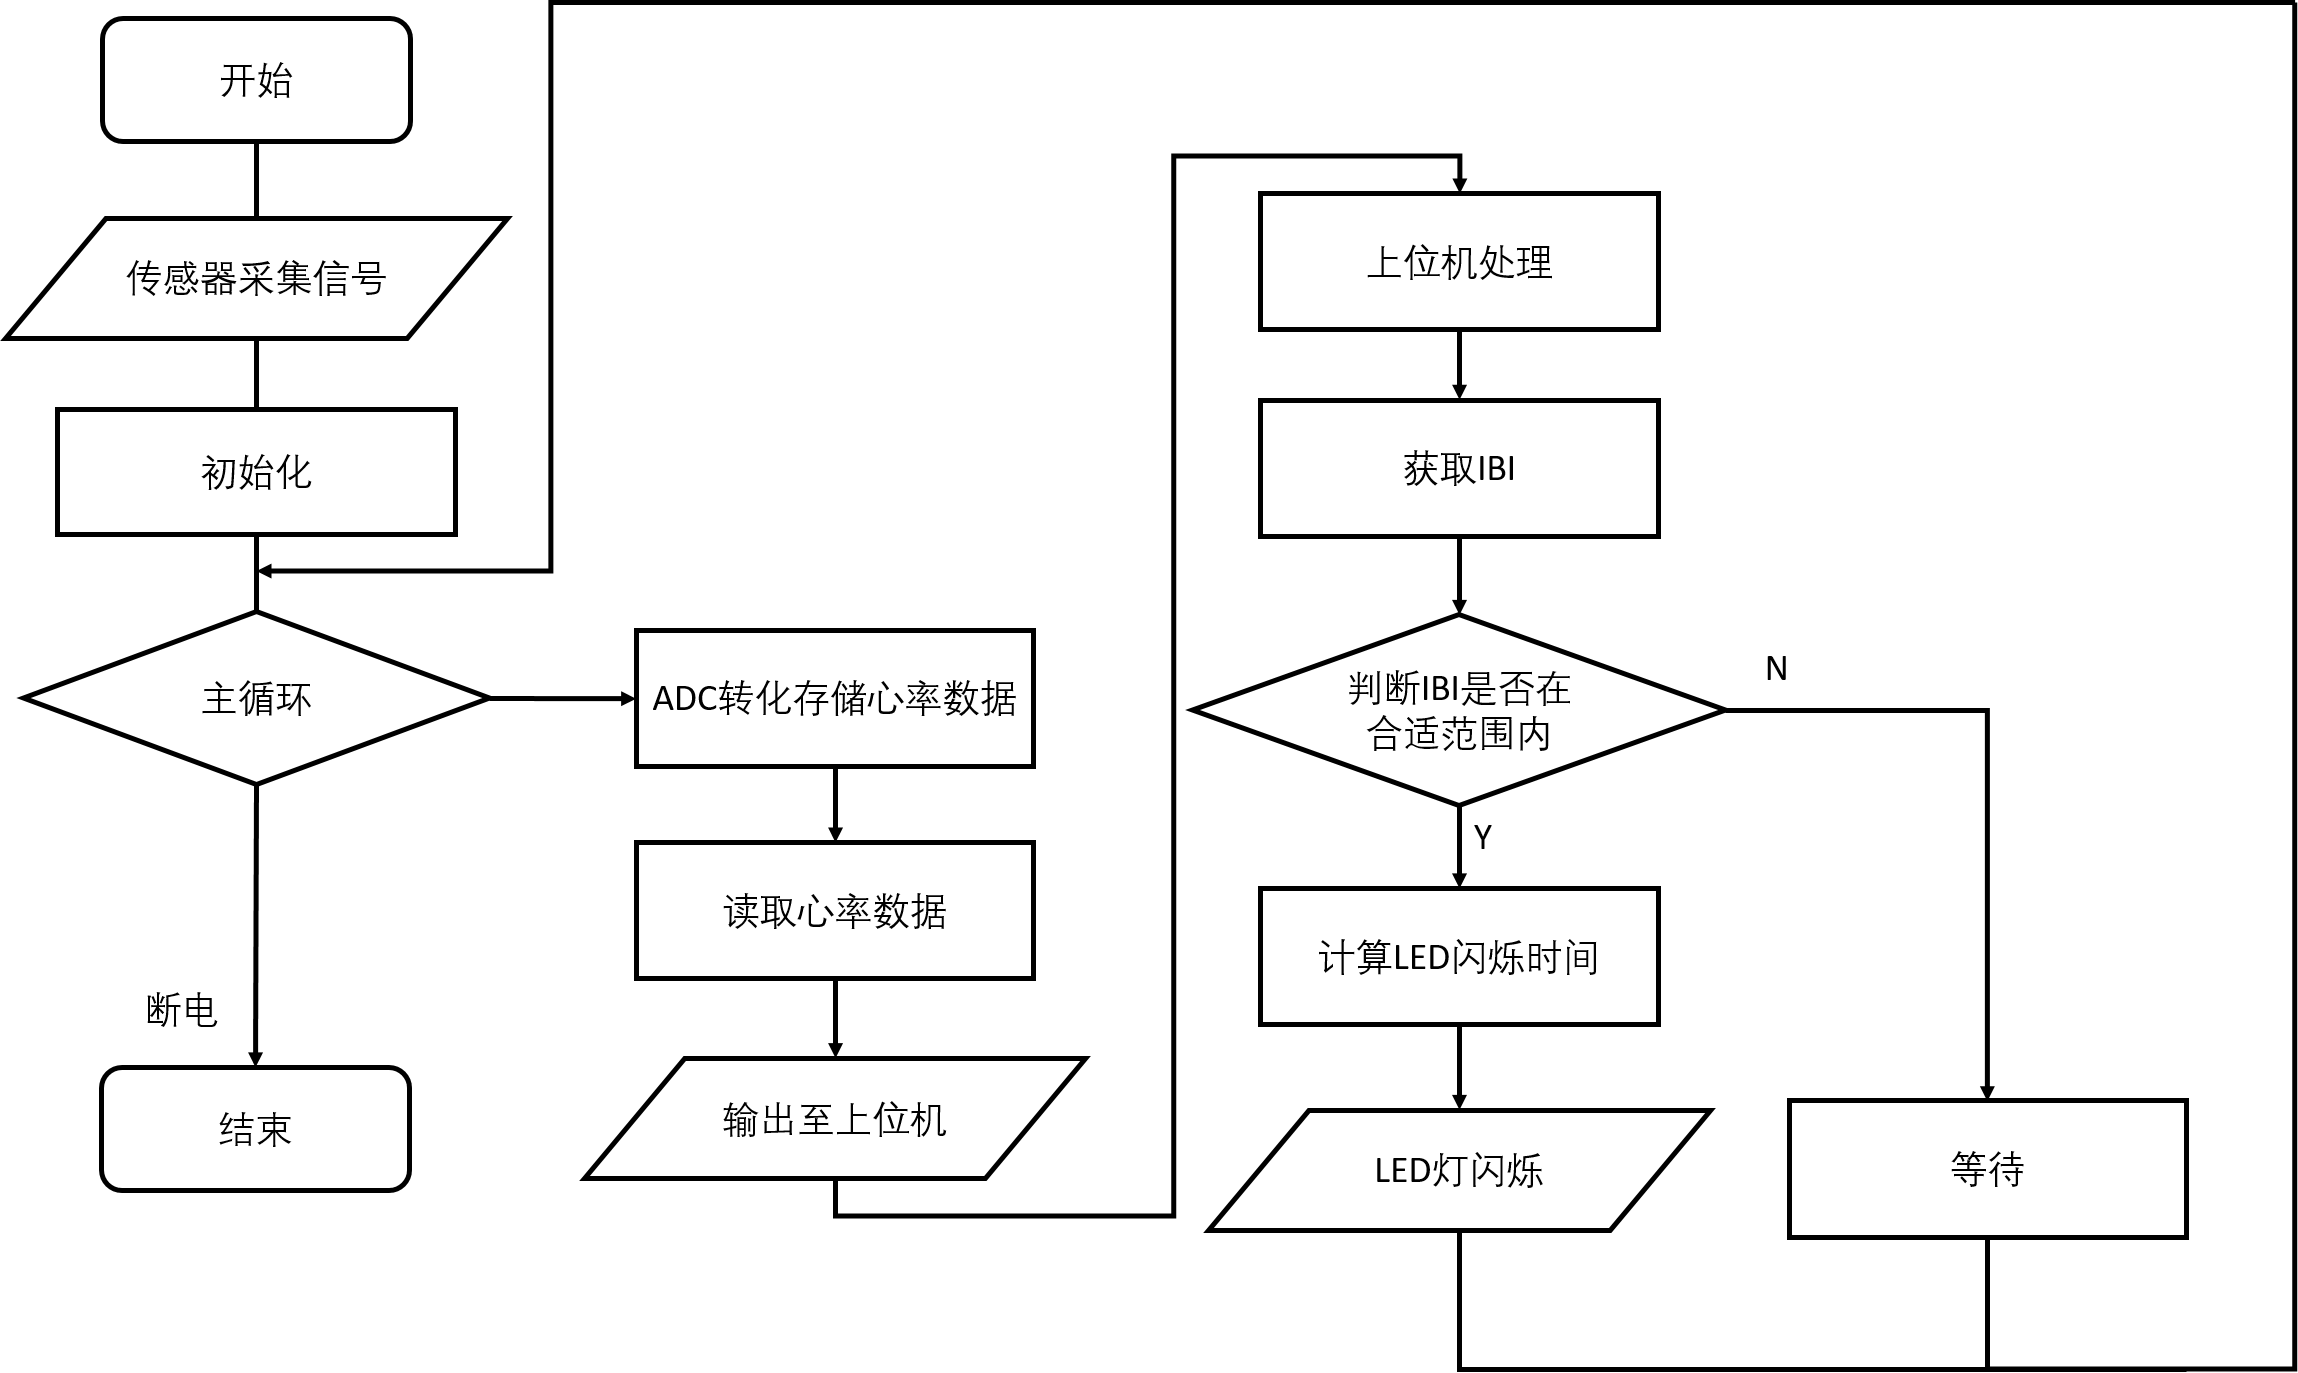 开始
传感器采集信号
初始化
主循环
断电
结束
ADC转化存储心率数据
读取心率数据
输出至上位机
上位机处理
获取IBI
判断IBI是否在
合适范围内
N
Y
计算LED闪烁时间
LED灯闪烁
等待